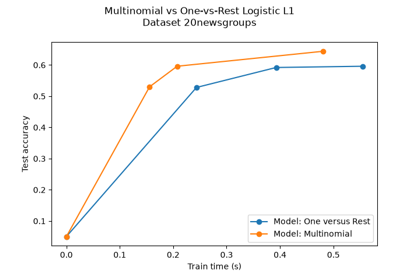 Multinomial vs One-vs-Rest Logistic L1
Dataset 20newsgroups
0.6
0.5
0.4
0.3
0.2
0.1
Test accuracy
0.0
0.1
0.2
0.3
0.4
0.5
Train time (s)
Model: One versus Rest
Model: Multinomial